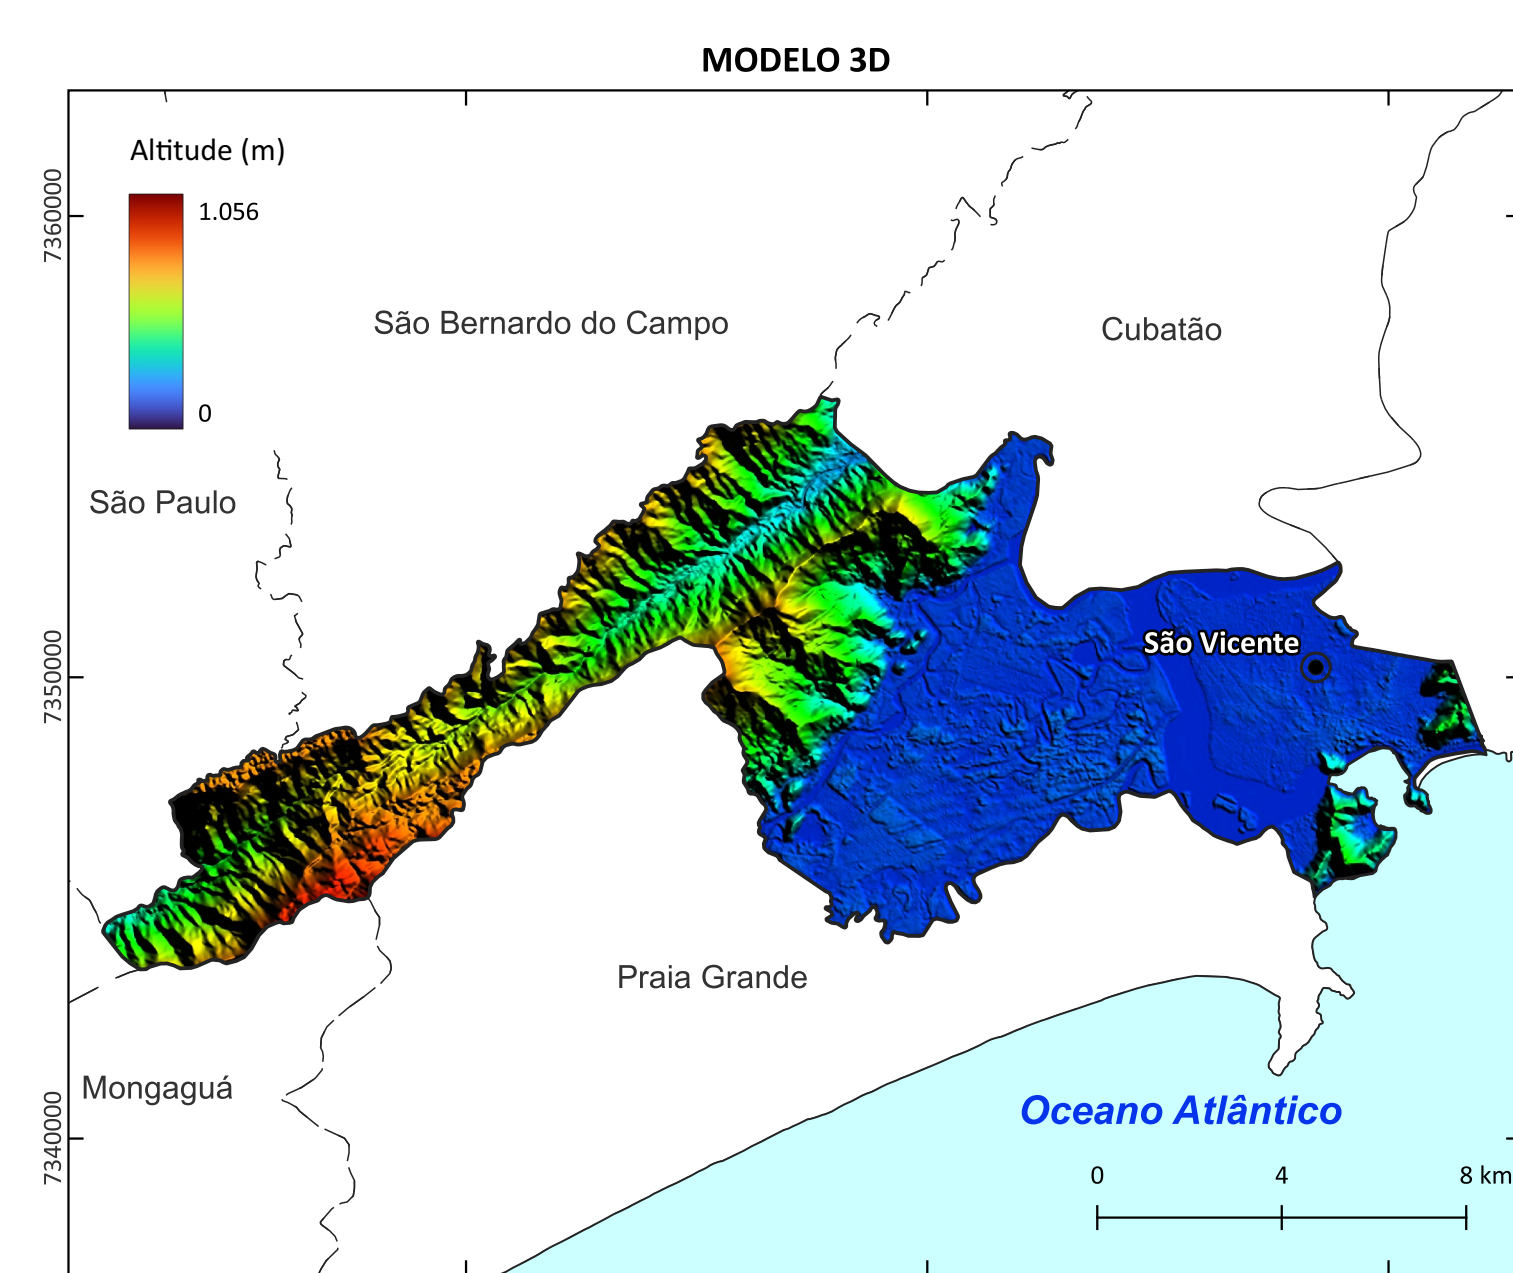 MODELO 3D
Altitude (m)
1.056
0
7360000
São Bernardo do Campo
Cubatão
São Paulo
São Vicente
7350000
Praia Grande
Mongaguá
Oceano Atlântico
7340000
0 4 8 km